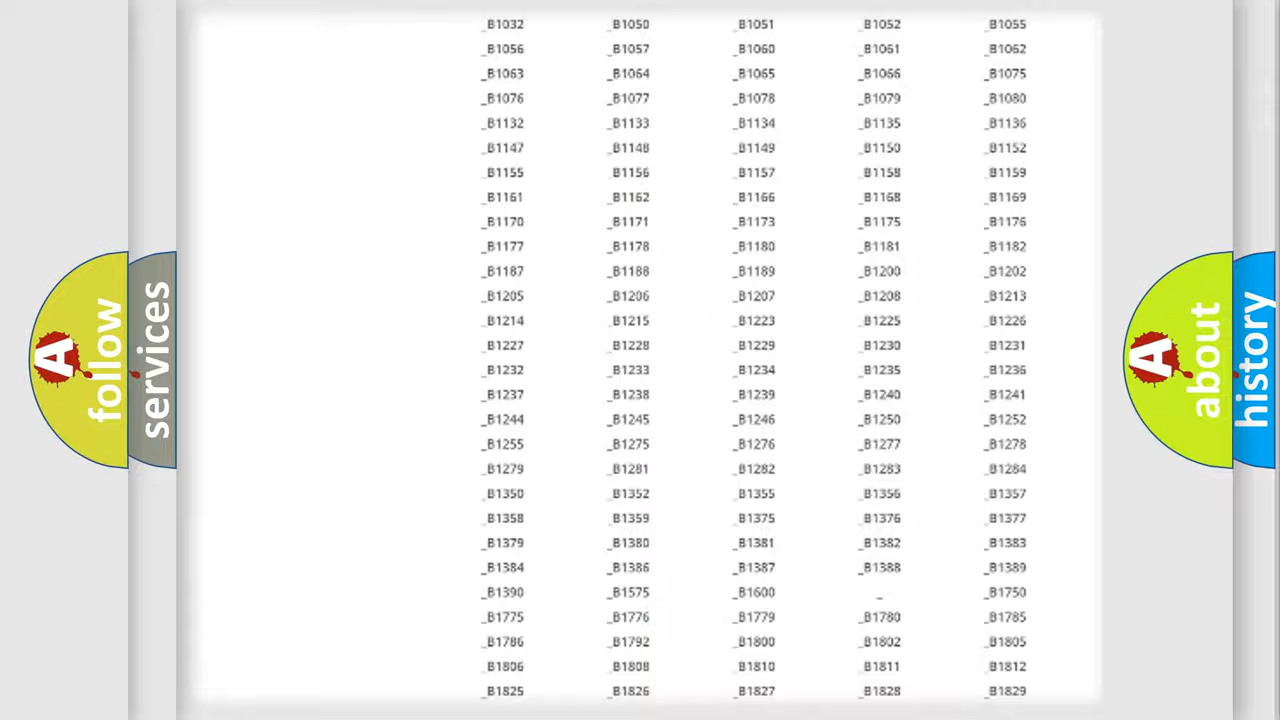 _B1032 _B1050 _B1051 _B1052 _B1055
_B1056 _B1057 _B1060 _B1061 _B1062
_B1063 _B1064 _B1065 _B1066 _B1075
_B1076 _B1077 _B1078 _B1079 _B1080
_B1132 _B1133 _B1134 _B1135 _B1136
_B1147 _B1148 _B1149 _B1150 _B1152
_B1155 _B1156 _B1157 _B1158 _B1159
_B1161 _B1162 _B1166 _B1168 _B1169
_B1170 _B1171 _B1173 _B1175 _B1176
_B1177 _B1178 _B1180 _B1181 _B1182
_B1187 _B1188 _B1189 _B1200 _B1202
_B1205 _B1206 _B1207 _B1208 _B1213
_B1214 _B1215 _B1223 _B1225 _B1226
_B1227 _B1228 _B1229 _B1230 _B1231
_B1232 _B1233 _B1234 _B1235 _B1236
_B1237 _B1238 _B1239 _B1240 _B1241
_B1244 _B1245 _B1246 _B1250 _B1252
_B1255 _B1275 _B1276 _B1277 _B1278
_B1279 _B1281 _B1282 _B1283 _B1284
_B1350 _B1352 _B1355 _B1356 _B1357
_B1358 _B1359 _B1375 _B1376 _B1377
_B1379 _B1380 _B1381 _B1382 _B1383
_B1384 _B1386 _B1387 _B1388 _B1389
_B1390 _B1575 _B1600 _ _B1750
_B1775 _B1776 _B1779 _B1780 _B1785
_B1786 _B1792 _B1800 _B1802 _B1805
_B1806 _B1808 _B1810 _B1811 _B1812
_B1825 _B1826 _B1827 _B1828 _B1829
A follow
services
A about
history